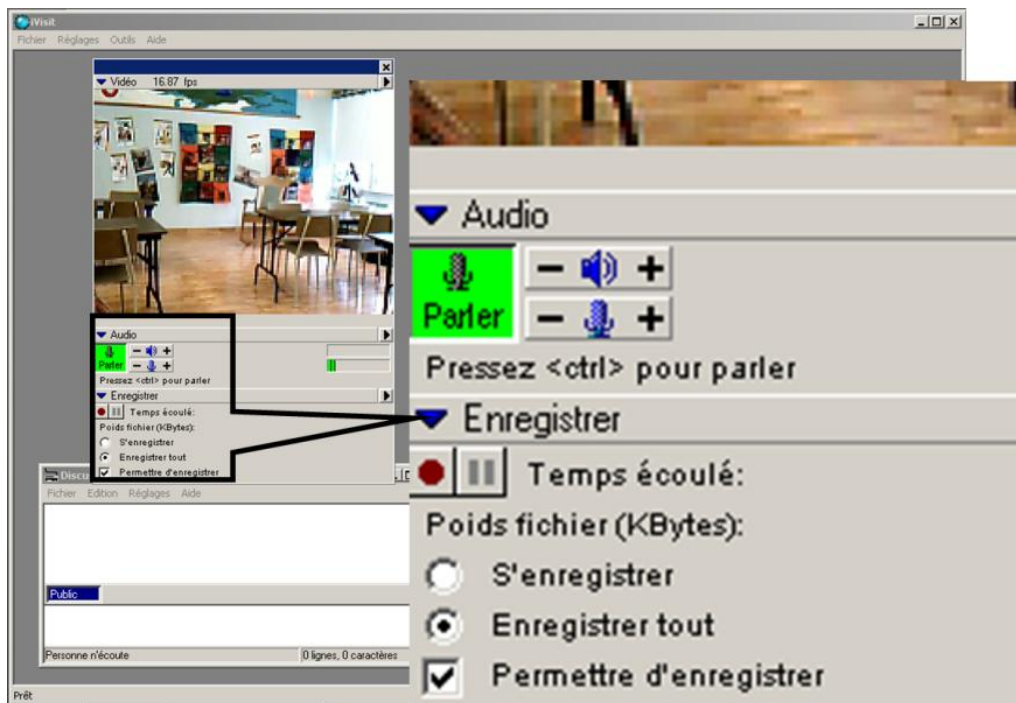 iVisit
Fichier Réglages Outils Aide
Vidéo 16.87 fps
Audio
Parler
Pressez <ctrl> pour parler
Enregistrer
Temps écoulé:
Poids fichier (KBytes):
S'enregistrer
Enregistrer tout
Permettre d'enregistrer
Discu
Fichier Edition Réglages Aide
Public
Personne n'écoute 0 lignes, 0 caractères
Prêt
Audio
Parler
Pressez <ctrl> pour parler
Enregistrer
Temps écoulé:
Poids fichier (KBytes):
S'enregistrer
Enregistrer tout
Permettre d'enregistrer